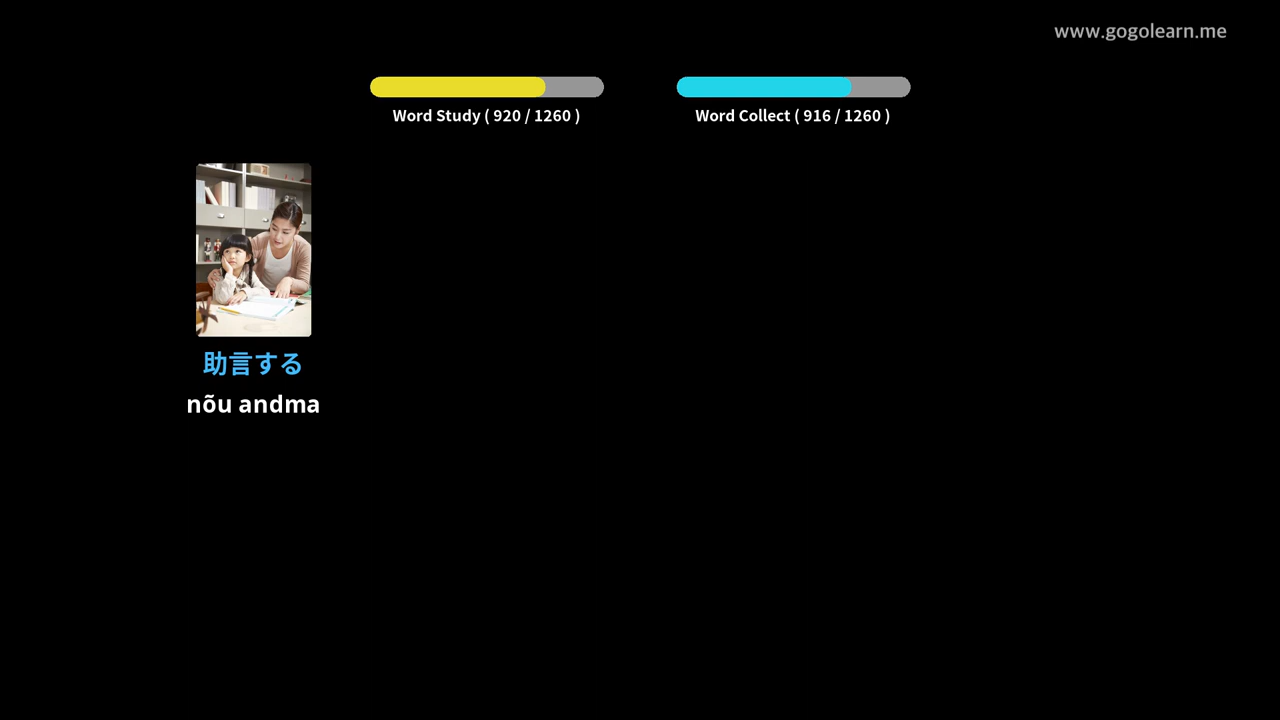 www.gogolearn.me
Word Study ( 920 / 1260 )
Word Collect ( 916 / 1260 )
助言する
nõu andma